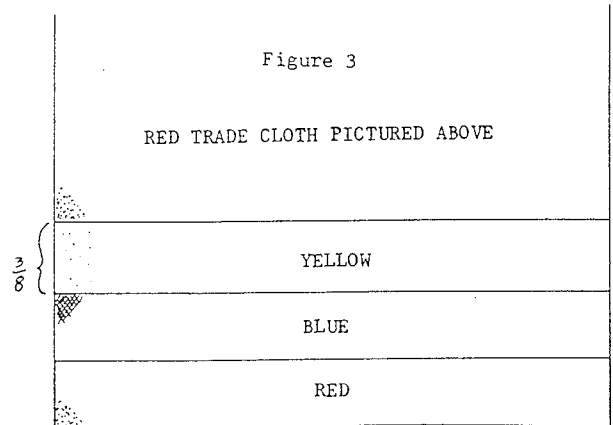 Figure 3
RED TRADE CLOTH PICTURED ABOVE
3/8
YELLOW
BLUE
RED